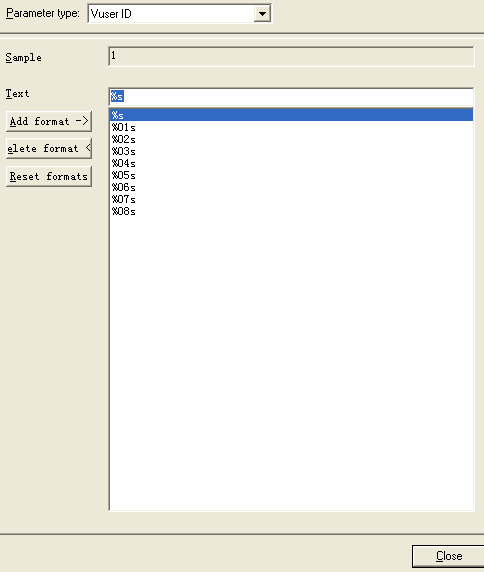 Parameter type: Vuser ID
Sample 1
Text %s
Add format ->
elete format <
Reset formats
%s
%01s
%02s
%03s
%04s
%05s
%06s
%07s
%08s
Close